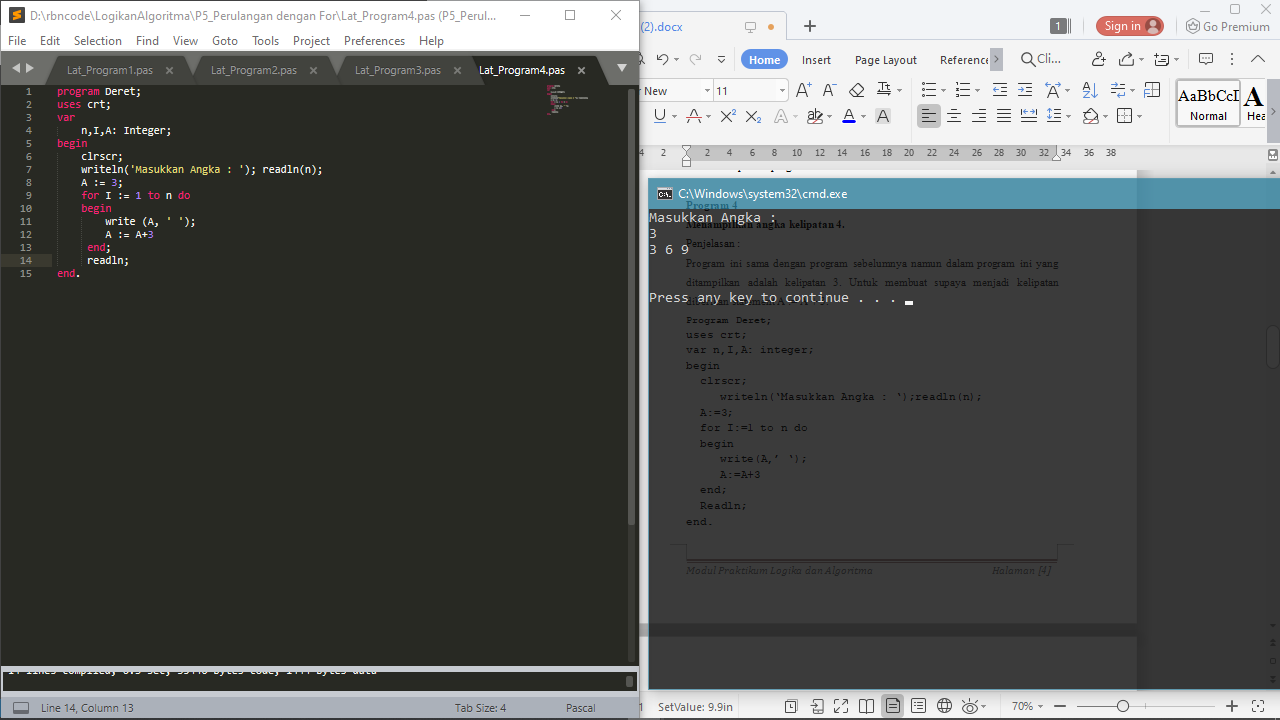 D:\rbncode\LogikanAlgoritma\P5_Perulangan dengan For\Lat_Program4.pas (P5_Perul...
File Edit Selection Find View Goto Tools Project Preferences Help
Lat_Program1.pas Lat_Program2.pas Lat_Program3.pas Lat_Program4.pas
1 program Deret;
2 uses crt;
3 var
4 n,I,A: Integer;
5 begin
6 clrscr;
7 writeln('Masukkan Angka : '); readln(n);
8 A := 3;
9 for I := 1 to n do
10 begin
11 write (A, ' ');
12 A := A+3
13 end;
14 readln;
15 end.
Line 14, Column 13 Tab Size: 4 Pascal
(2).docx
1 Sign in Go Premium
Home Insert Page Layout Reference Cli...
New 11
AaBbCcI A
Normal Hea
4 2 2 4 6 8 10 12 14 16 18 20 22 24 26 28 30 32 34 36 38
C:\Windows\system32\cmd.exe
Masukkan Angka :
3
3 6 9
Press any key to continue . . .
Program 4
Menampilkan angka kelipatan 4.
Penjelasan :
Program ini sama dengan program sebelumnya namun dalam program ini yang
ditampilkan adalah kelipatan 3. Untuk membuat supaya menjadi kelipatan
Program Deret;
uses crt;
var n,I,A: integer;
begin
clrscr;
writeln(‘Masukkan Angka : ‘);readln(n);
A:=3;
for I:=1 to n do
begin
write(A,’ ‘);
A:=A+3
end;
Readln;
end.
Modul Praktikum Logika dan Algoritma Halaman [4]
SetValue: 9.9in 70%